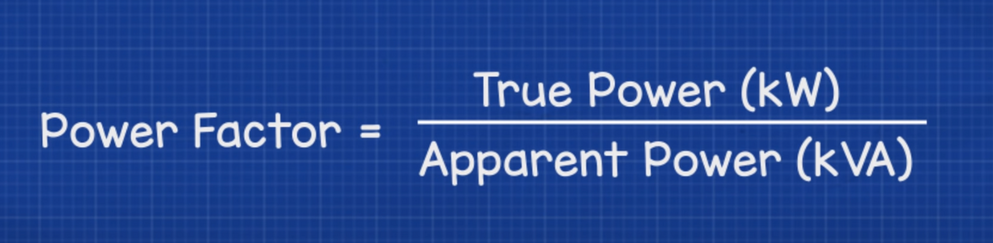 Power Factor =
True Power (kW)
Apparent Power (kVA)